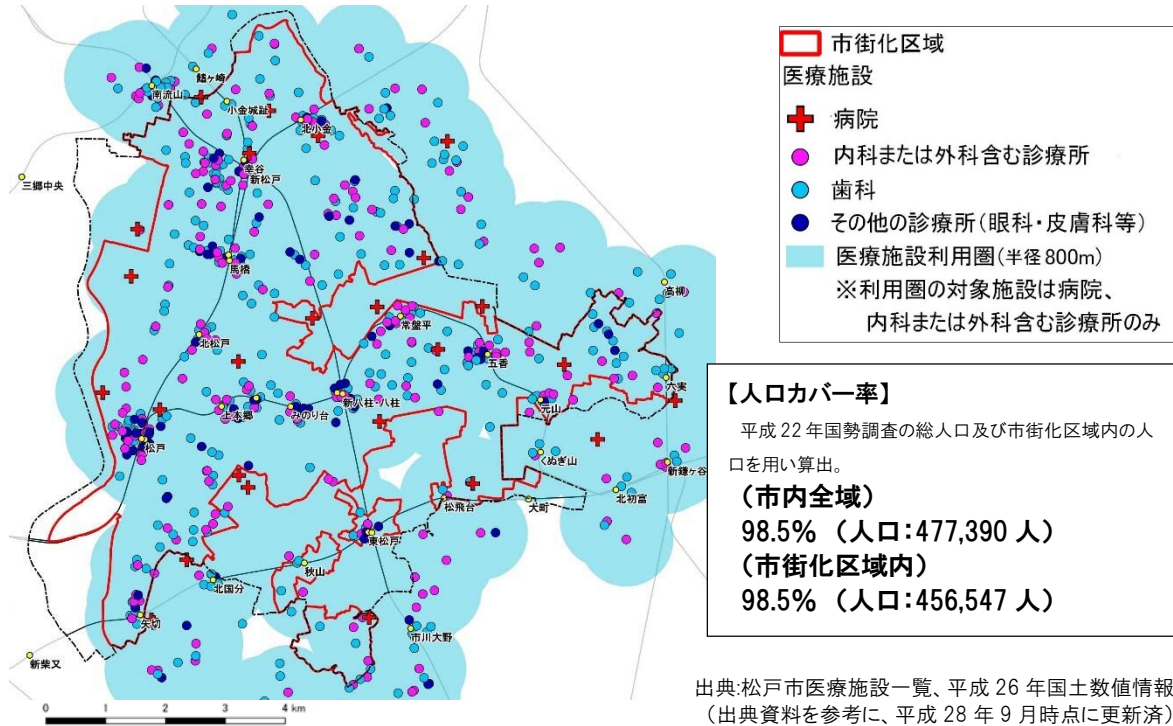 鰭ヶ崎
南流山
小金城趾
北小金
幸谷
新松戸
三郷中央
馬橋
高柳
常盤平
北松戸
五香
六実
新八柱・八柱
元山
上本郷
みのり台
松戸
くぬぎ山
新鎌ヶ谷
北初富
松飛台
大町
東松戸
秋山
北国分
矢切
市川大野
新柴又
0 1 2 3 4 km
市街化区域
医療施設
病院
内科または外科含む診療所
歯科
その他の診療所(眼科・皮膚科等)
医療施設利用圏(半径800m)
※利用圏の対象施設は病院、
内科または外科含む診療所のみ
【人口カバー率】
平成22年国勢調査の総人口及び市街化区域内の人
口を用い算出。
(市内全域)
98.5% (人口:477,390 人)
(市街化区域内)
98.5% (人口:456,547 人)
出典:松戸市医療施設一覧、平成 26 年国土数値情報
(出典資料を参考に、平成 28 年 9 月時点に更新済)